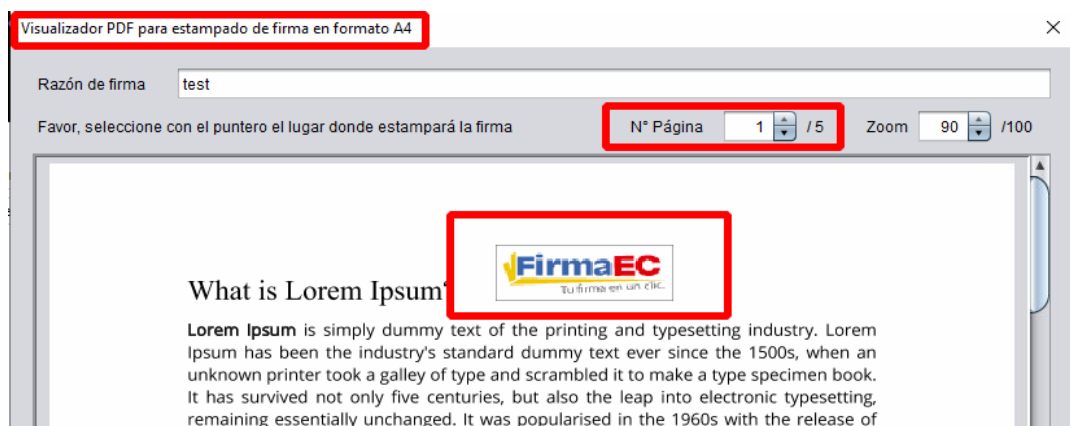 Visualizador PDF para estampado de firma en formato A4
Razón de firma test
Favor, seleccione con el puntero el lugar donde estampará la firma N° Página 1 / 5 Zoom 90 /100
FirmaEC
Tu firma en un clic.
What is Lorem Ipsum?
Lorem Ipsum is simply dummy text of the printing and typesetting industry. Lorem
Ipsum has been the industry's standard dummy text ever since the 1500s, when an
unknown printer took a galley of type and scrambled it to make a type specimen book.
It has survived not only five centuries, but also the leap into electronic typesetting,
remaining essentially unchanged. It was popularised in the 1960s with the release of